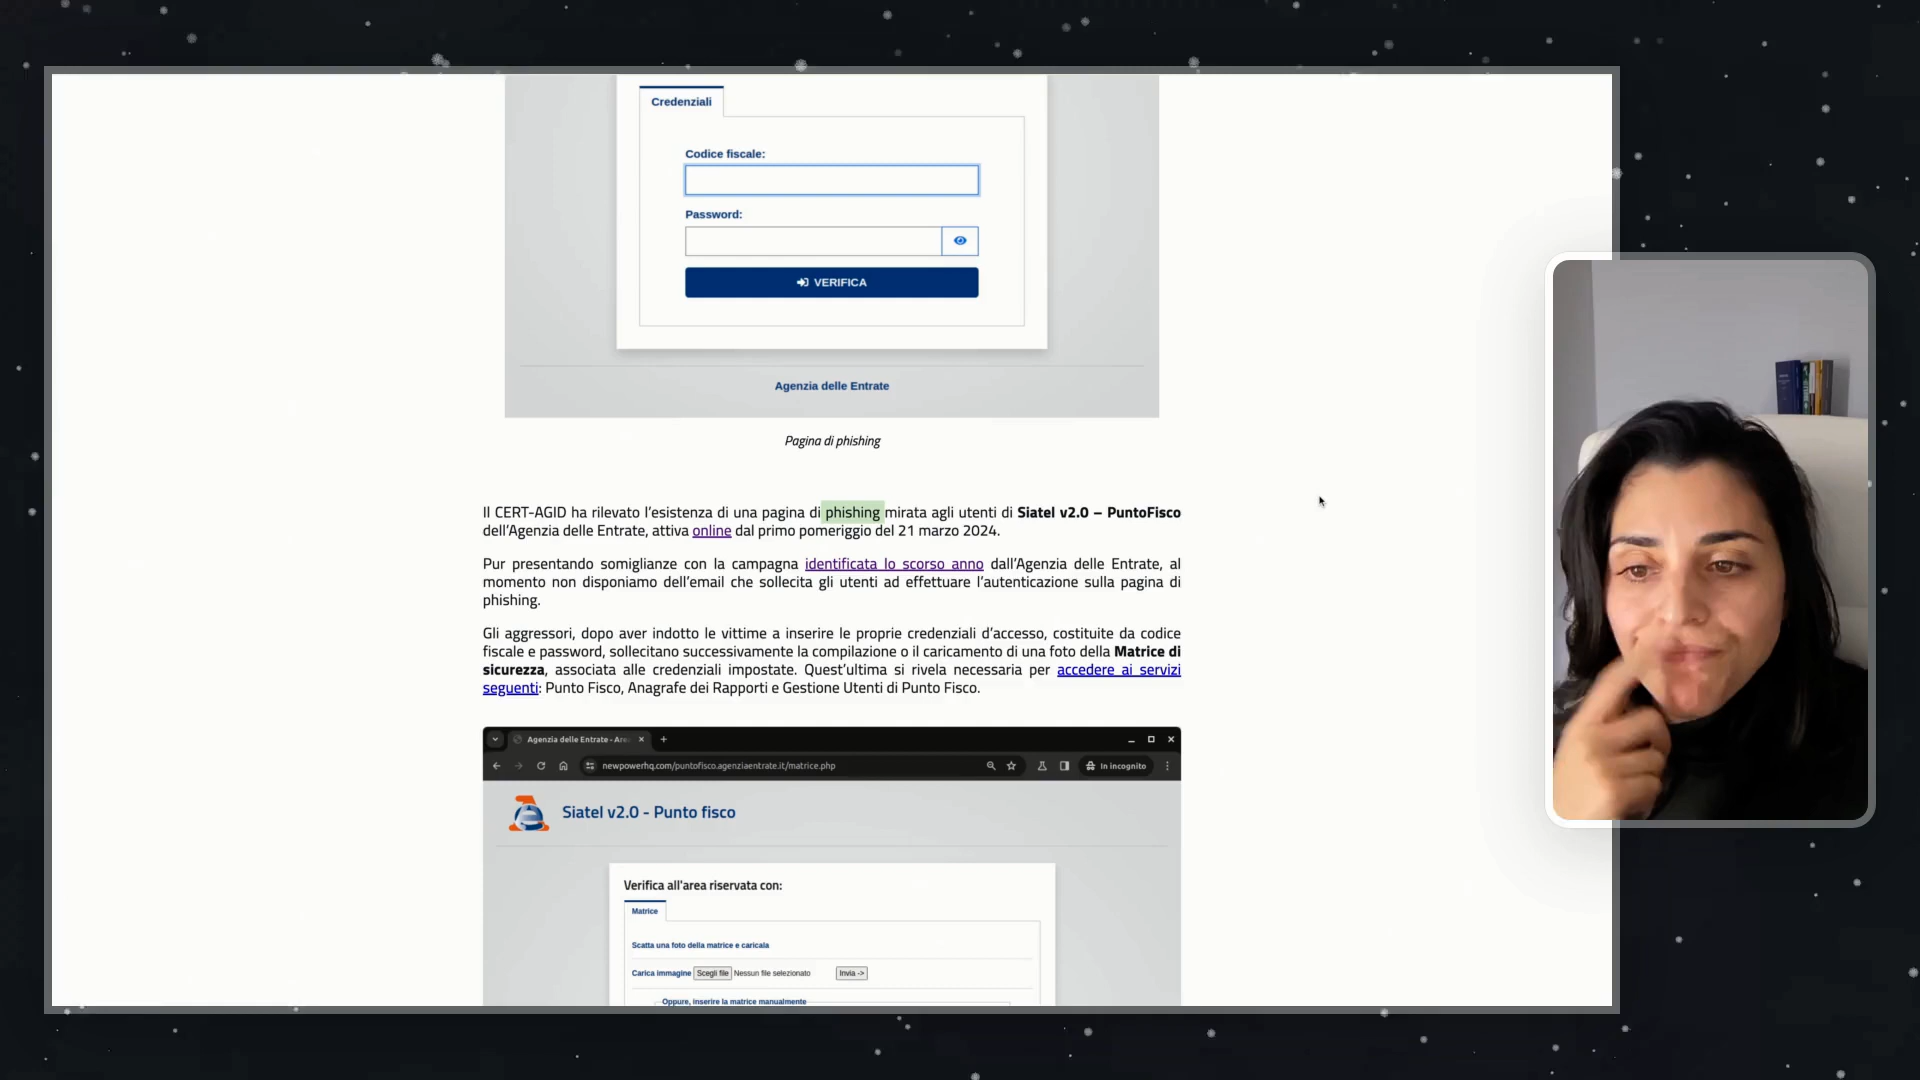 Credenziali
Codice fiscale:
Password:
VERIFICA
Agenzia delle Entrate
Pagina di phishing
Il CERT-AGID ha rilevato l’esistenza di una pagina di phishing mirata agli utenti di Siatel v2.0 – PuntoFisco
dell’Agenzia delle Entrate, attiva online dal primo pomeriggio del 21 marzo 2024.
Pur presentando somiglianze con la campagna identificata lo scorso anno dall’Agenzia delle Entrate, al
momento non disponiamo dell’email che sollecita gli utenti ad effettuare l’autenticazione sulla pagina di
phishing.
Gli aggressori, dopo aver indotto le vittime a inserire le proprie credenziali d’accesso, costituite da codice
fiscale e password, sollecitano successivamente la compilazione o il caricamento di una foto della Matrice di
sicurezza, associata alle credenziali impostate. Quest’ultima si rivela necessaria per accedere ai servizi
seguenti: Punto Fisco, Anagrafe dei Rapporti e Gestione Utenti di Punto Fisco.
Agenzia delle Entrate - Are
newpowerhq.com/puntofisco.agenziaentrate.it/matrice.php
In incognito
Siatel v2.0 - Punto fisco
Verifica all'area riservata con:
Matrice
Scatta una foto della matrice e caricala
Carica immagine Scegli file Nessun file selezionato Invia ->
Oppure, inserire la matrice manualmente